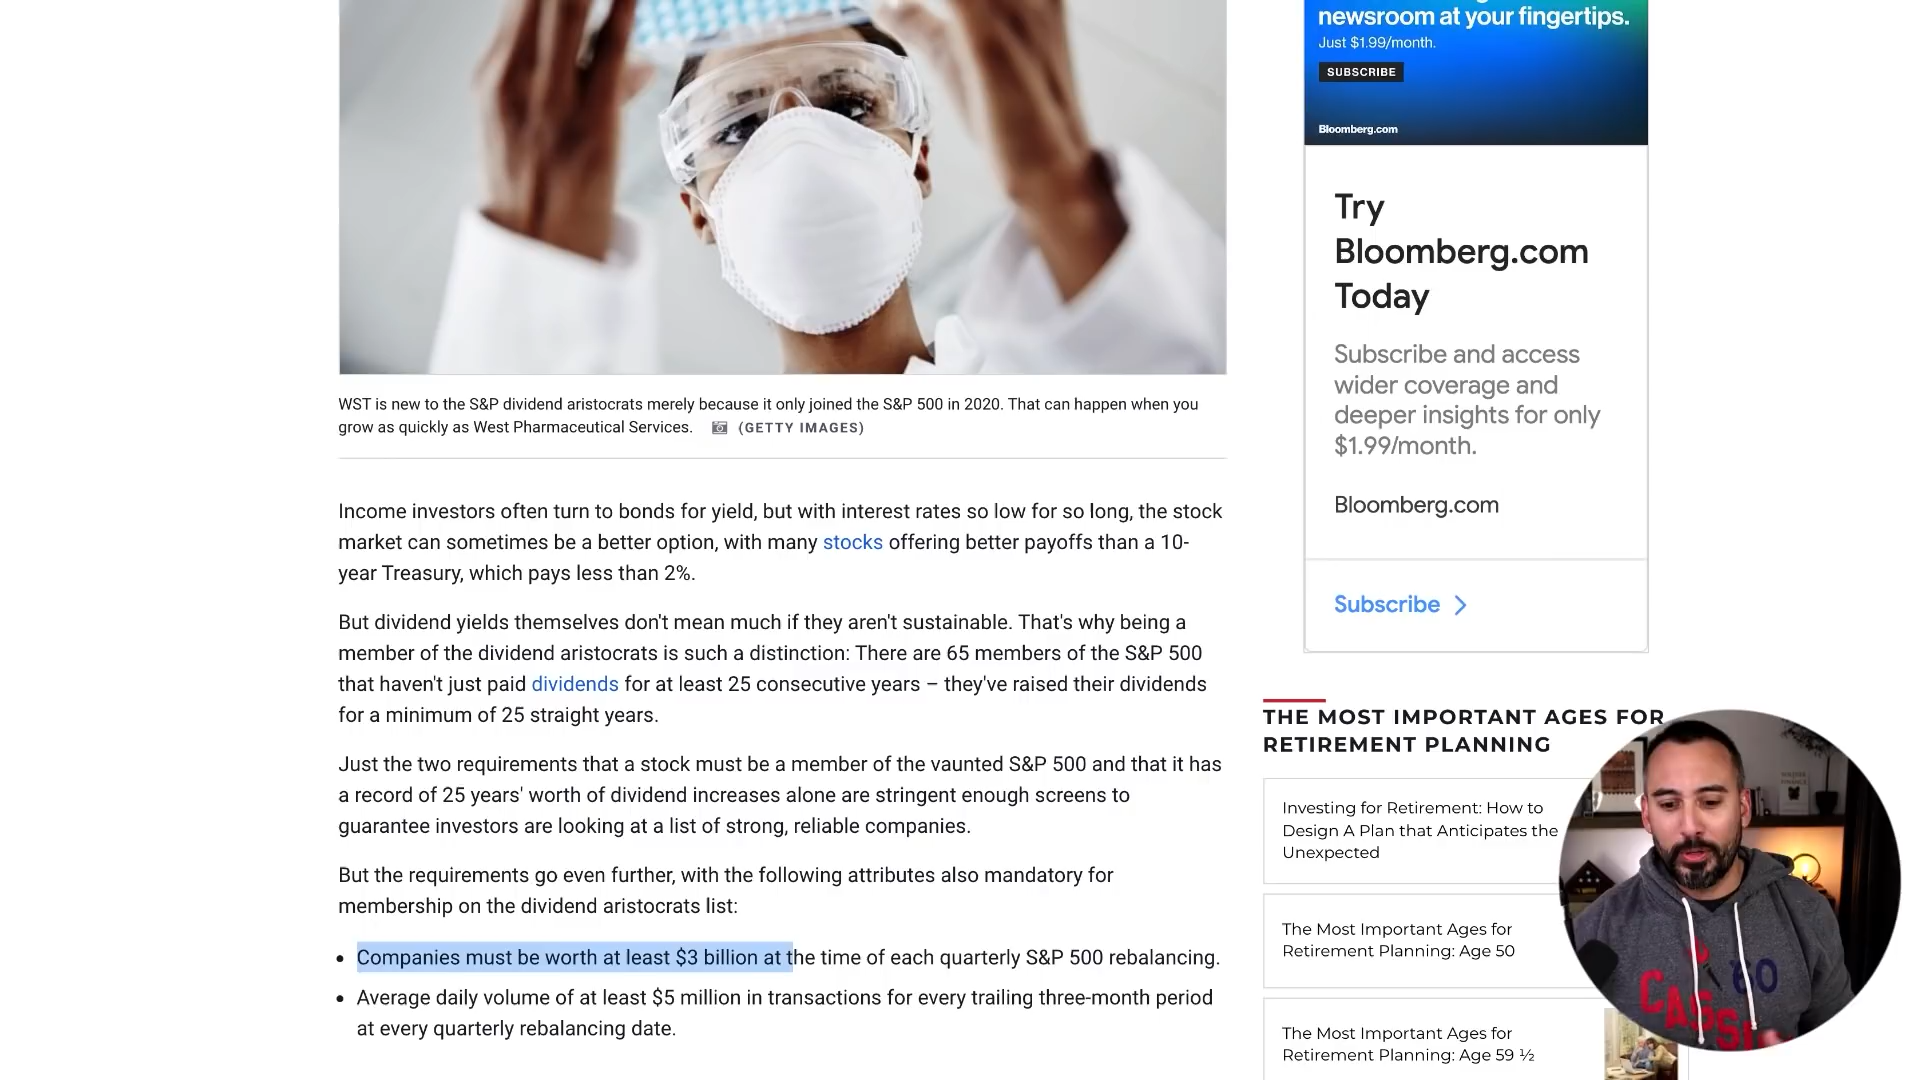 newsroom at your fingertips.
Just $1.99/month.
SUBSCRIBE
Bloomberg.com
Try
Bloomberg.com
Today
Subscribe and access
wider coverage and
deeper insights for only
$1.99/month.
Bloomberg.com
Subscribe
WST is new to the S&P dividend aristocrats merely because it only joined the S&P 500 in 2020. That can happen when you
grow as quickly as West Pharmaceutical Services. (GETTY IMAGES)
Income investors often turn to bonds for yield, but with interest rates so low for so long, the stock
market can sometimes be a better option, with many stocks offering better payoffs than a 10-
year Treasury, which pays less than 2%.
But dividend yields themselves don't mean much if they aren't sustainable. That's why being a
member of the dividend aristocrats is such a distinction: There are 65 members of the S&P 500
that haven't just paid dividends for at least 25 consecutive years – they've raised their dividends
for a minimum of 25 straight years.
Just the two requirements that a stock must be a member of the vaunted S&P 500 and that it has
a record of 25 years' worth of dividend increases alone are stringent enough screens to
guarantee investors are looking at a list of strong, reliable companies.
But the requirements go even further, with the following attributes also mandatory for
membership on the dividend aristocrats list:
• Companies must be worth at least $3 billion at the time of each quarterly S&P 500 rebalancing.
• Average daily volume of at least $5 million in transactions for every trailing three-month period
at every quarterly rebalancing date.
THE MOST IMPORTANT AGES FOR
RETIREMENT PLANNING
Investing for Retirement: How to
Design A Plan that Anticipates the
Unexpected
The Most Important Ages for
Retirement Planning: Age 50
The Most Important Ages for
Retirement Planning: Age 59 ½
60